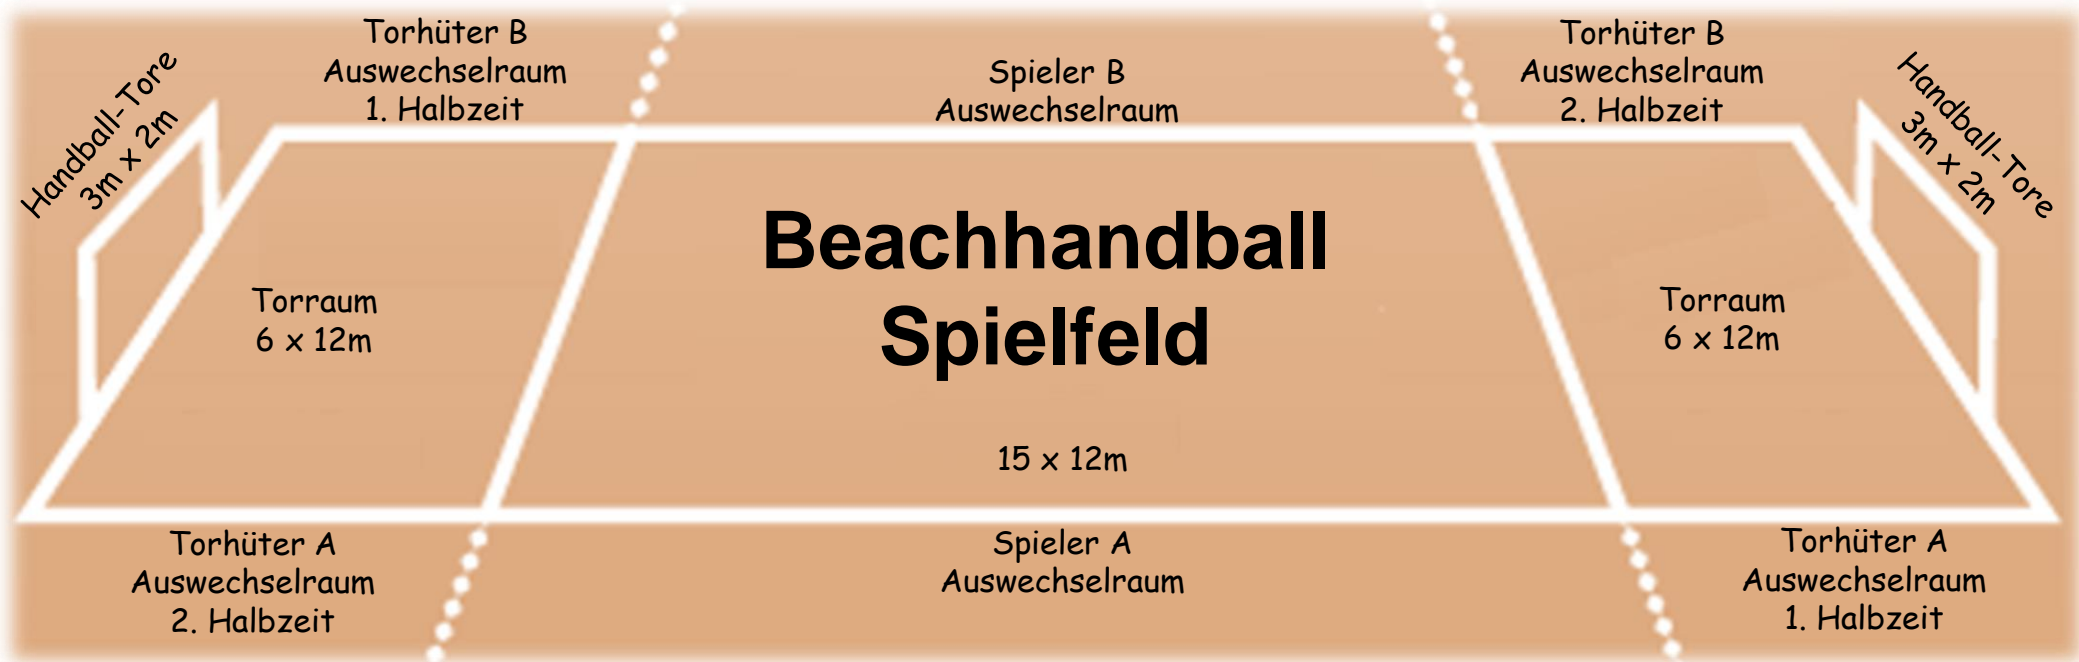 Torhüter B
Auswechselraum
1. Halbzeit
Spieler B
Auswechselraum
Torhüter B
Auswechselraum
2. Halbzeit
Handball-Tore
3m x 2m
Handball-Tore
3m x 2m
Beachhandball
Spielfeld
Torraum
6 x 12m
Torraum
6 x 12m
15 x 12m
Torhüter A
Auswechselraum
2. Halbzeit
Spieler A
Auswechselraum
Torhüter A
Auswechselraum
1. Halbzeit